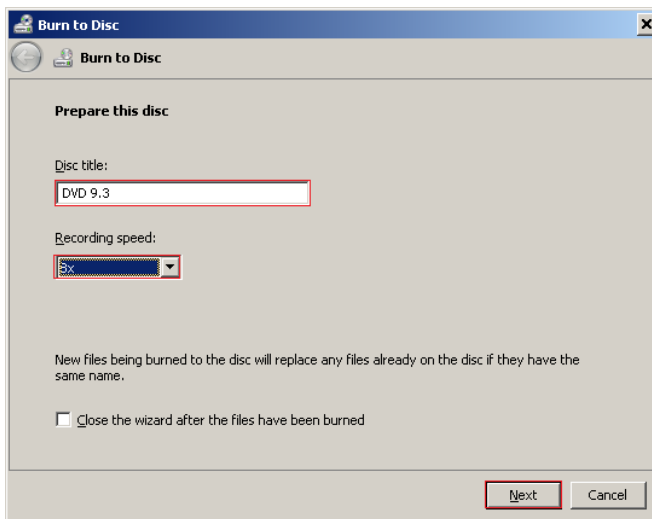 Burn to Disc
Burn to Disc
Prepare this disc
Disc title:
DVD 9.3
Recording speed:
8x
New files being burned to the disc will replace any files already on the disc if they have the
same name.
Close the wizard after the files have been burned
Next Cancel